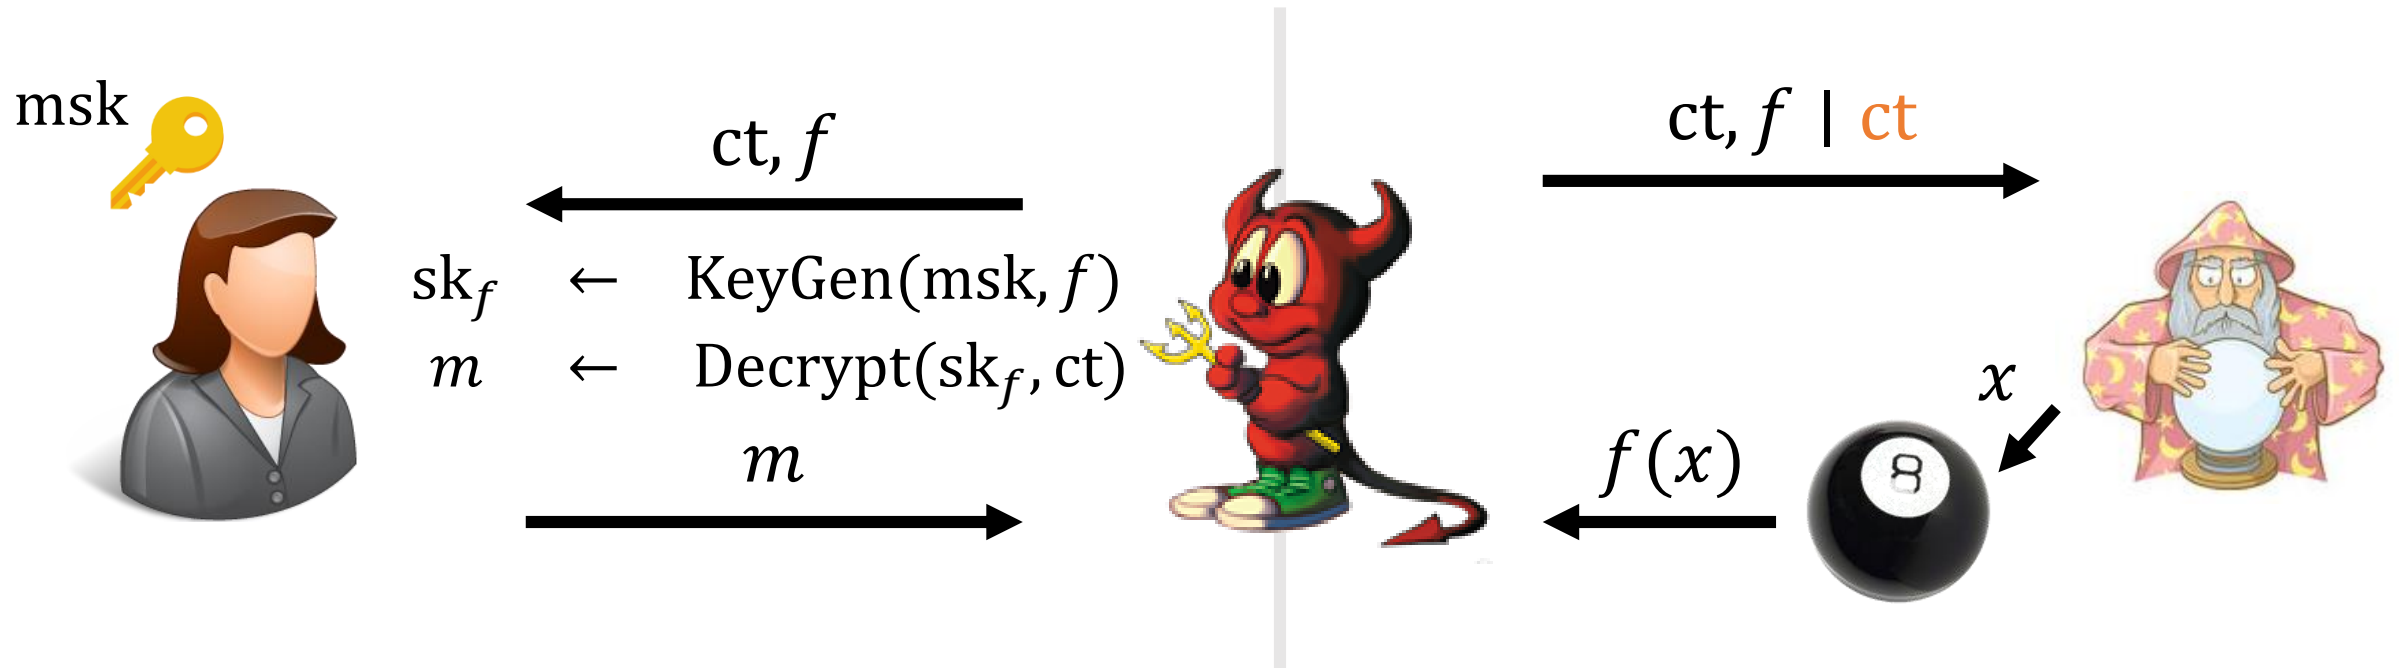 msk
ct, f
sk_f ← KeyGen(msk, f)
m ← Decrypt(sk_f, ct)
m
ct, f | ct
x
f(x)
8